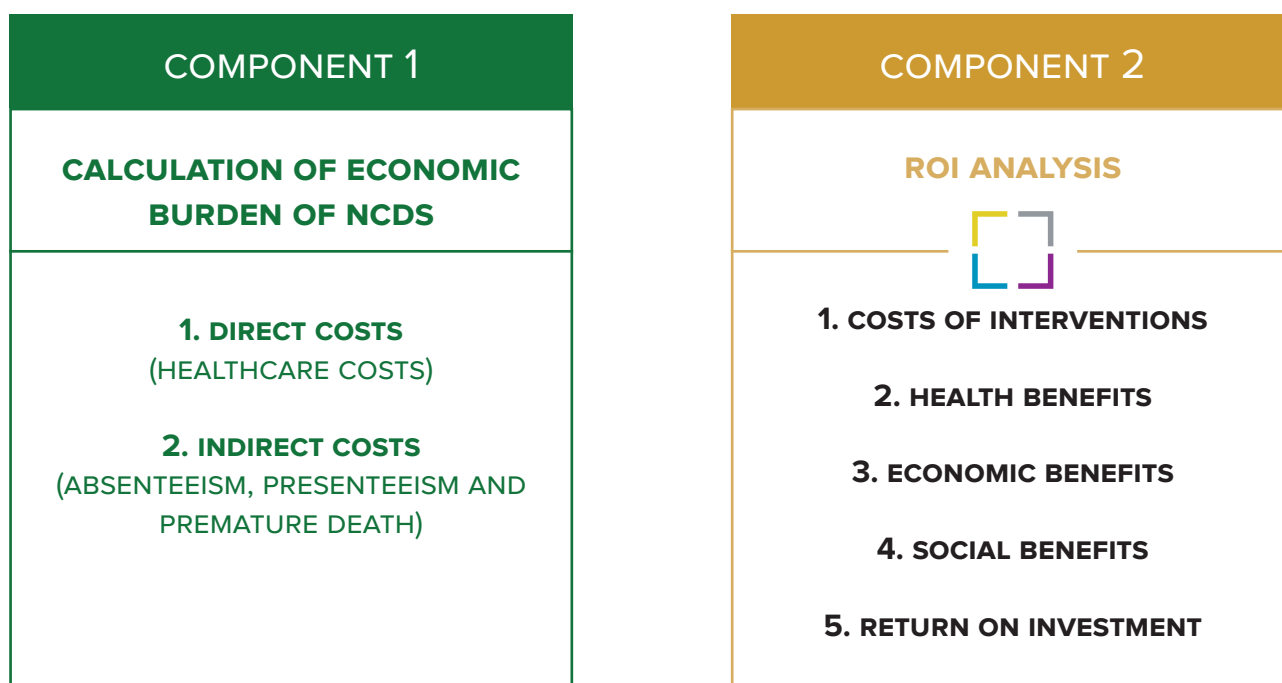 COMPONENT 1
CALCULATION OF ECONOMIC
BURDEN OF NCDS
1. DIRECT COSTS
(HEALTHCARE COSTS)
2. INDIRECT COSTS
(ABSENTEEISM, PRESENTEEISM AND
PREMATURE DEATH)
COMPONENT 2
ROI ANALYSIS
1. COSTS OF INTERVENTIONS
2. HEALTH BENEFITS
3. ECONOMIC BENEFITS
4. SOCIAL BENEFITS
5. RETURN ON INVESTMENT